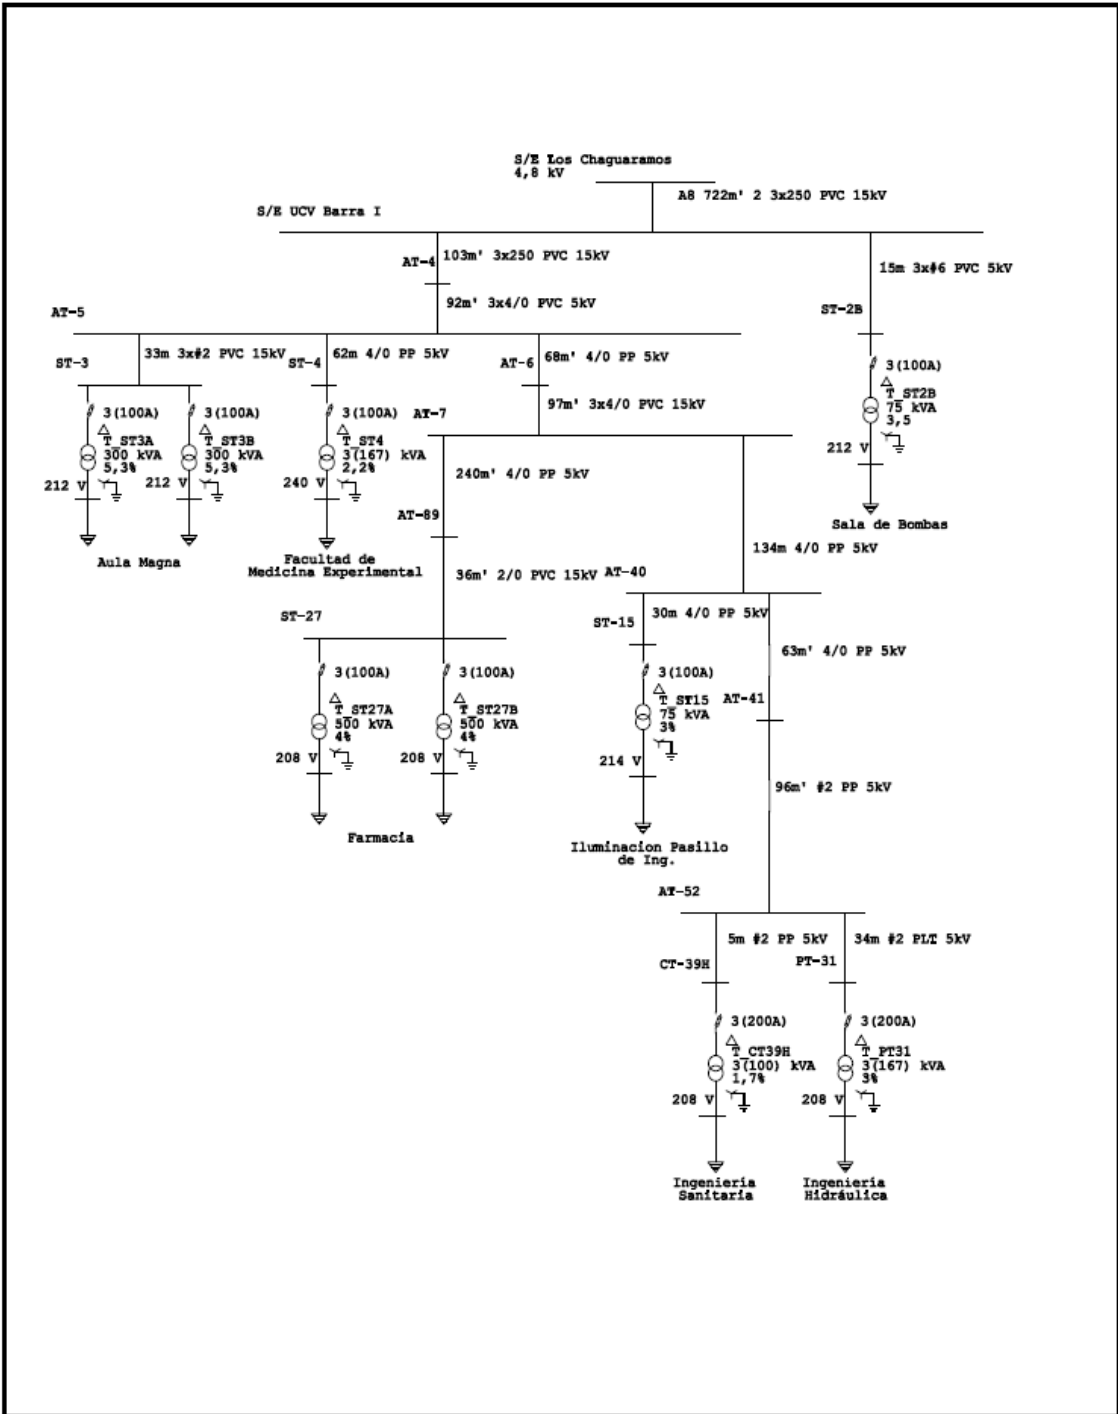 S/E Los Chaguaramos
4,8 kV
A8 722m' 2 3x250 PVC 15kV
S/E UCV Barra I
AT-4
103m' 3x250 PVC 15kV
15m 3x#6 PVC 5kV
92m' 3x4/0 PVC 5kV
ST-2B
AT-5
33m 3x#2 PVC 15kV
62m 4/0 PP 5kV
68m' 4/0 PP 5kV
ST-3
ST-4
AT-6
3(100A)
T_ST2B
75 kVA
3,5
212 V
Sala de Bombas
97m' 3x4/0 PVC 15kV
AT-7
3(100A)
T_ST3A
300 kVA
5,3%
212 V
3(100A)
T_ST3B
300 kVA
5,3%
212 V
Aula Magna
3(100A)
T_ST4
3(167) kVA
2,2%
240 V
Facultad de
Medicina Experimental
240m' 4/0 PP 5kV
AT-89
134m 4/0 PP 5kV
36m' 2/0 PVC 15kV
AT-40
ST-27
30m 4/0 PP 5kV
ST-15
63m' 4/0 PP 5kV
3(100A)
T_ST27A
500 kVA
4%
208 V
3(100A)
T_ST27B
500 kVA
4%
208 V
Farmacia
3(100A)
T_ST15
75 kVA
3%
214 V
Iluminacion Pasillo
de Ing.
AT-41
96m' #2 PP 5kV
AT-52
5m #2 PP 5kV
34m #2 PLT 5kV
CT-39H
PT-31
3(200A)
T_CT39H
3(100) kVA
1,7%
208 V
Ingeniería
Sanitaria
3(200A)
T_PT31
3(167) kVA
3%
208 V
Ingeniería
Hidráulica